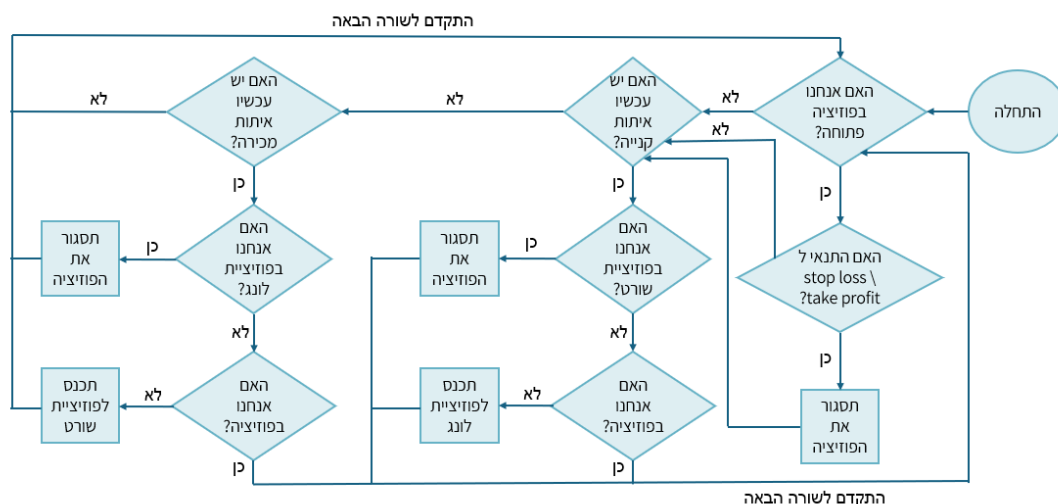 התקדם לשורה הבאה
התחלה
האם אנחנו
בפוזיציה
פתוחה?
לא
כן
האם התנאי ל
stop loss \
take profit?
לא
כן
תסגור
את
הפוזיציה
האם יש
עכשיו
איתות
קנייה?
לא
כן
האם
אנחנו
בפוזיציית
שורט?
כן
תסגור
את
הפוזיציה
לא
האם
אנחנו
בפוזיציה?
לא
תכנס
לפוזיציית
לונג
כן
האם יש
עכשיו
איתות
מכירה?
לא
כן
האם
אנחנו
בפוזיציית
לונג?
כן
תסגור
את
הפוזיציה
לא
האם
אנחנו
בפוזיציה?
לא
תכנס
לפוזיציית
שורט
כן
התקדם לשורה הבאה